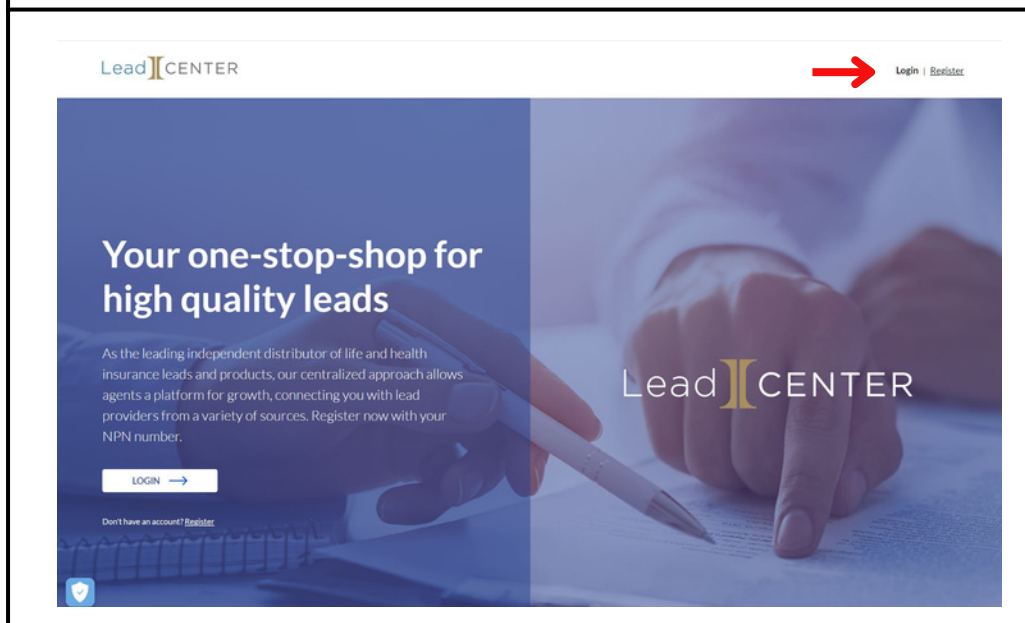 Lead CENTER
Login | Register
Your one-stop-shop for
high quality leads
As the leading independent distributor of life and health
insurance leads and products, our centralized approach allows
agents a platform for growth, connecting you with lead
providers from a variety of sources. Register now with your
NPN number.
LOGIN
Don't have an account? Register
Lead CENTER